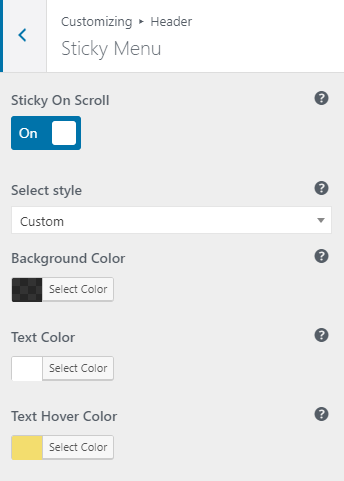 Customizing ▸ Header
Sticky Menu
Sticky On Scroll
On
Select style
Custom
Background Color
Select Color
Text Color
Select Color
Text Hover Color
Select Color